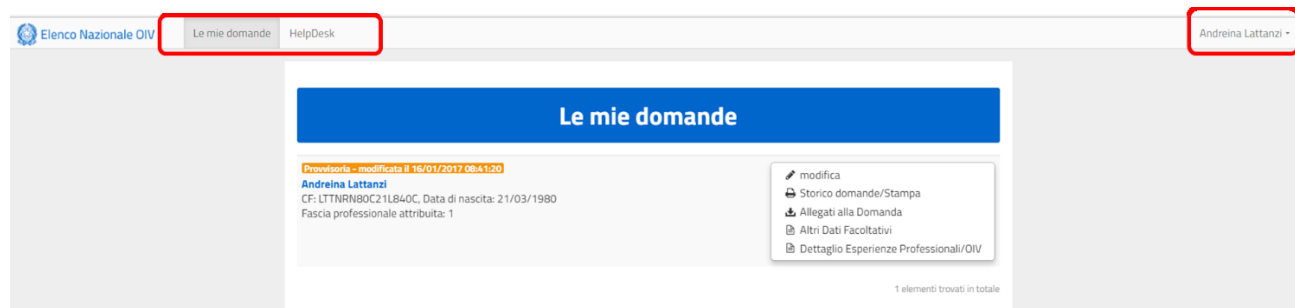 Elenco Nazionale OIV Le mie domande HelpDesk Andreina Lattanzi
Le mie domande
Provvisoria - modificata il 16/01/2017 08:41:20
Andreina Lattanzi
CF: LTTNRN80C21L840C, Data di nascita: 21/03/1980
Fascia professionale attribuita: 1
modifica
Storico domande/Stampa
Allegati alla Domanda
Altri Dati Facoltativi
Dettaglio Esperienze Professionali/OIV
1 elementi trovati in totale